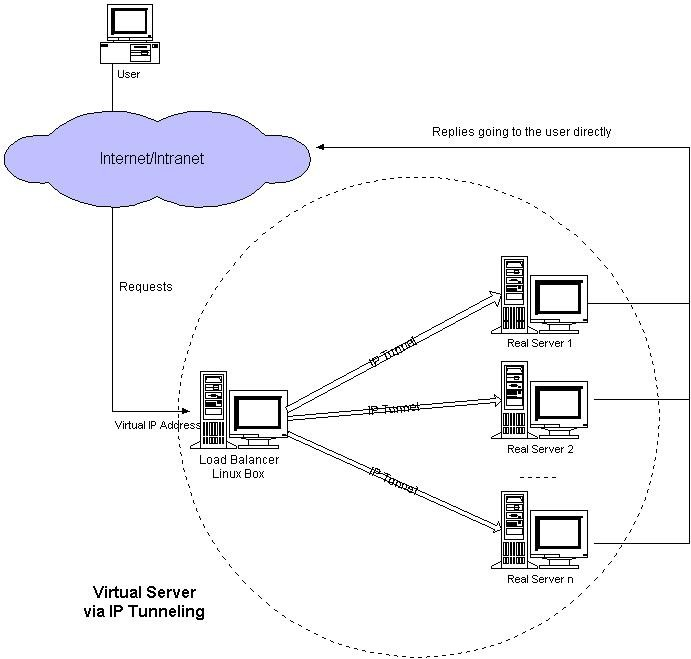 User
Internet/Intranet
Replies going to the user directly
Requests
IP Tunnel
Real Server 1
Virtual IP Address
Load Balancer
Linux Box
IP Tunnel
Real Server 2
IP Tunnel
Real Server n
Virtual Server
via IP Tunneling